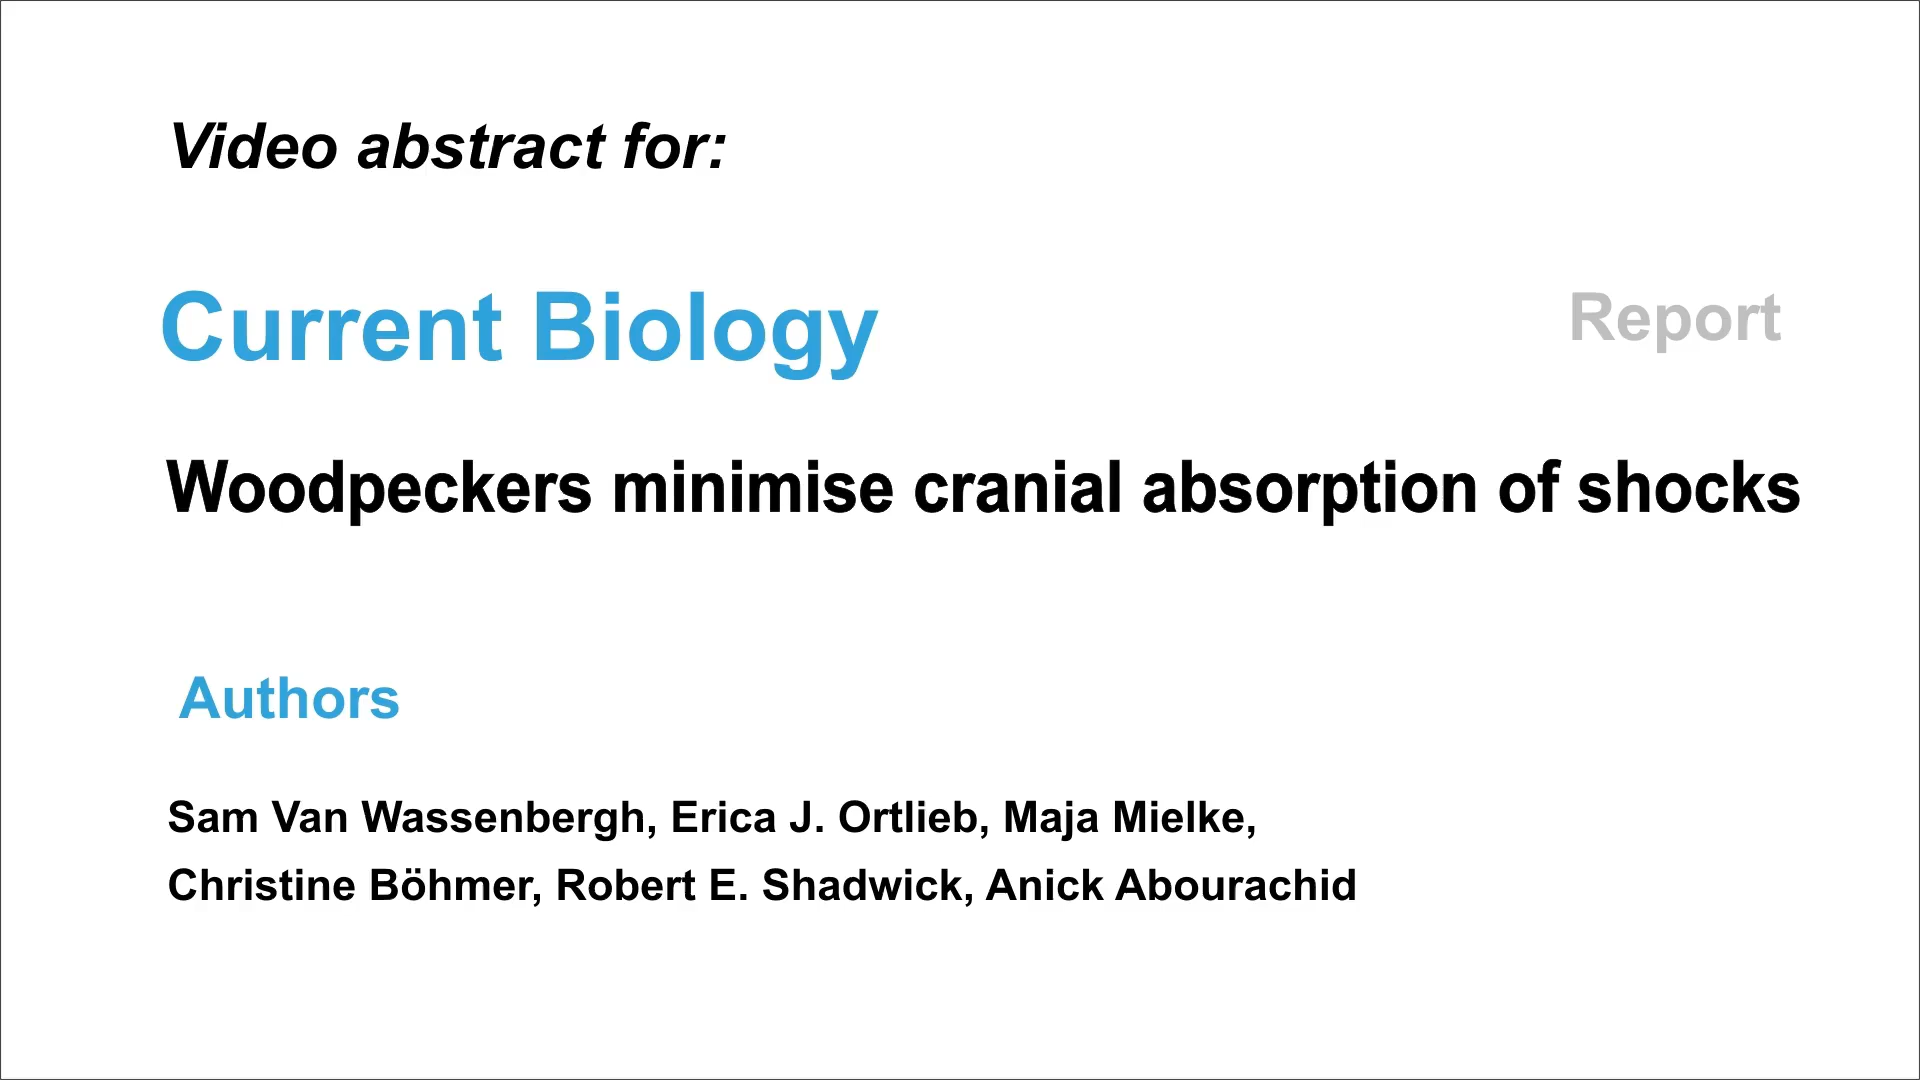 Video abstract for:
Current Biology
Report
Woodpeckers minimise cranial absorption of shocks
Authors
Sam Van Wassenbergh, Erica J. Ortlieb, Maja Mielke,
Christine Böhmer, Robert E. Shadwick, Anick Abourachid